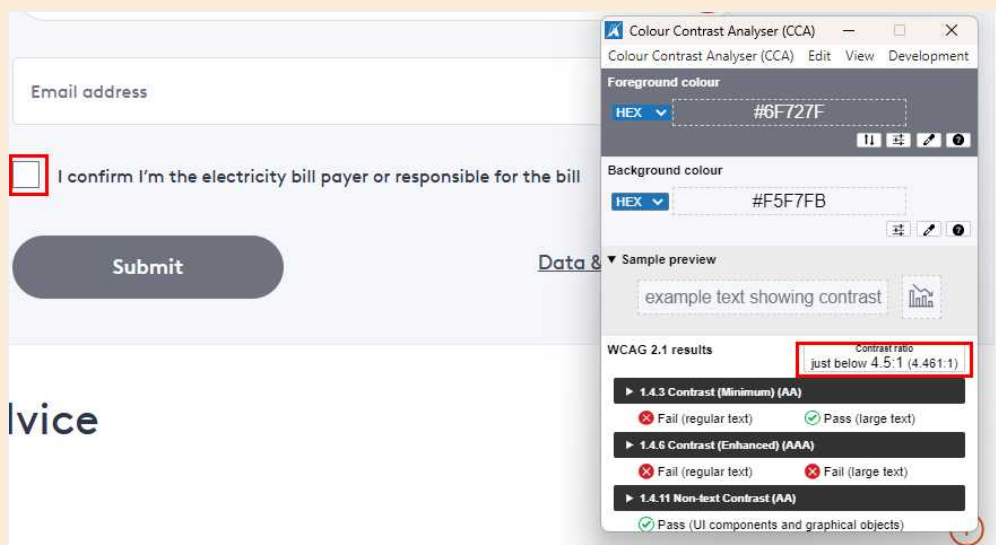 Email address
I confirm I'm the electricity bill payer or responsible for the bill
Submit
Data &
lvice
Colour Contrast Analyser (CCA)
Colour Contrast Analyser (CCA) Edit View Development
Foreground colour
HEX #6F727F
Background colour
HEX #F5F7FB
▼ Sample preview
example text showing contrast
WCAG 2.1 results
Contrast ratio
just below 4.5:1 (4.461:1)
▶ 1.4.3 Contrast (Minimum) (AA)
Fail (regular text) Pass (large text)
▶ 1.4.6 Contrast (Enhanced) (AAA)
Fail (regular text) Fail (large text)
▶ 1.4.11 Non-text Contrast (AA)
Pass (UI components and graphical objects)